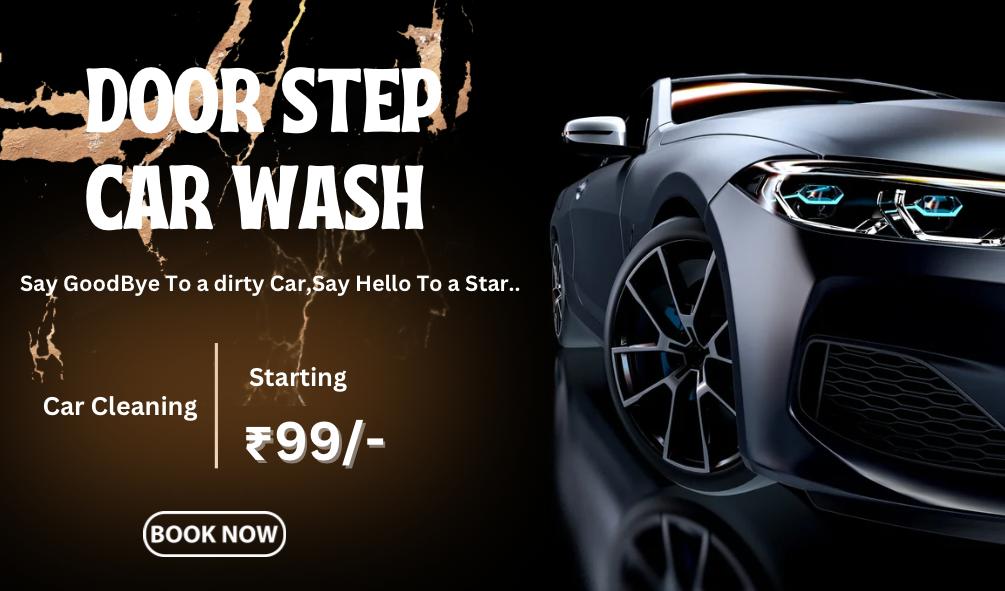 DOOR STEP
CAR WASH
Say GoodBye To a dirty Car,Say Hello To a Star..
Car Cleaning
Starting
₹99/-
BOOK NOW